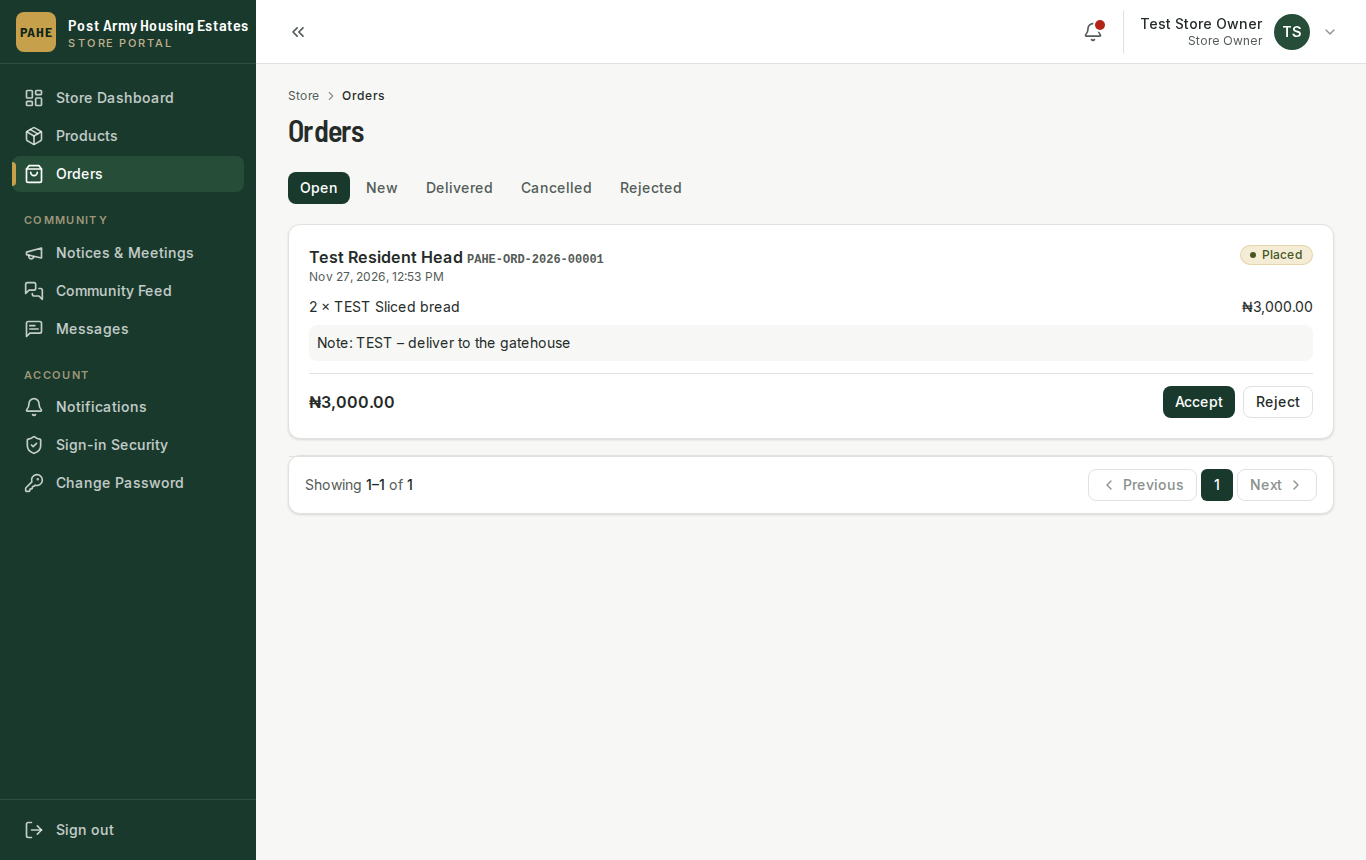 PAHE
Post Army Housing Estates
STORE PORTAL
Store Dashboard
Products
Orders
COMMUNITY
Notices & Meetings
Community Feed
Messages
ACCOUNT
Notifications
Sign-in Security
Change Password
Sign out
Test Store Owner
Store Owner
TS
Store > Orders
Orders
Open New Delivered Cancelled Rejected
Test Resident Head PAHE-ORD-2026-00001
Placed
Nov 27, 2026, 12:53 PM
2 × TEST Sliced bread ₦3,000.00
Note: TEST – deliver to the gatehouse
₦3,000.00 Accept Reject
Showing 1–1 of 1 Previous 1 Next